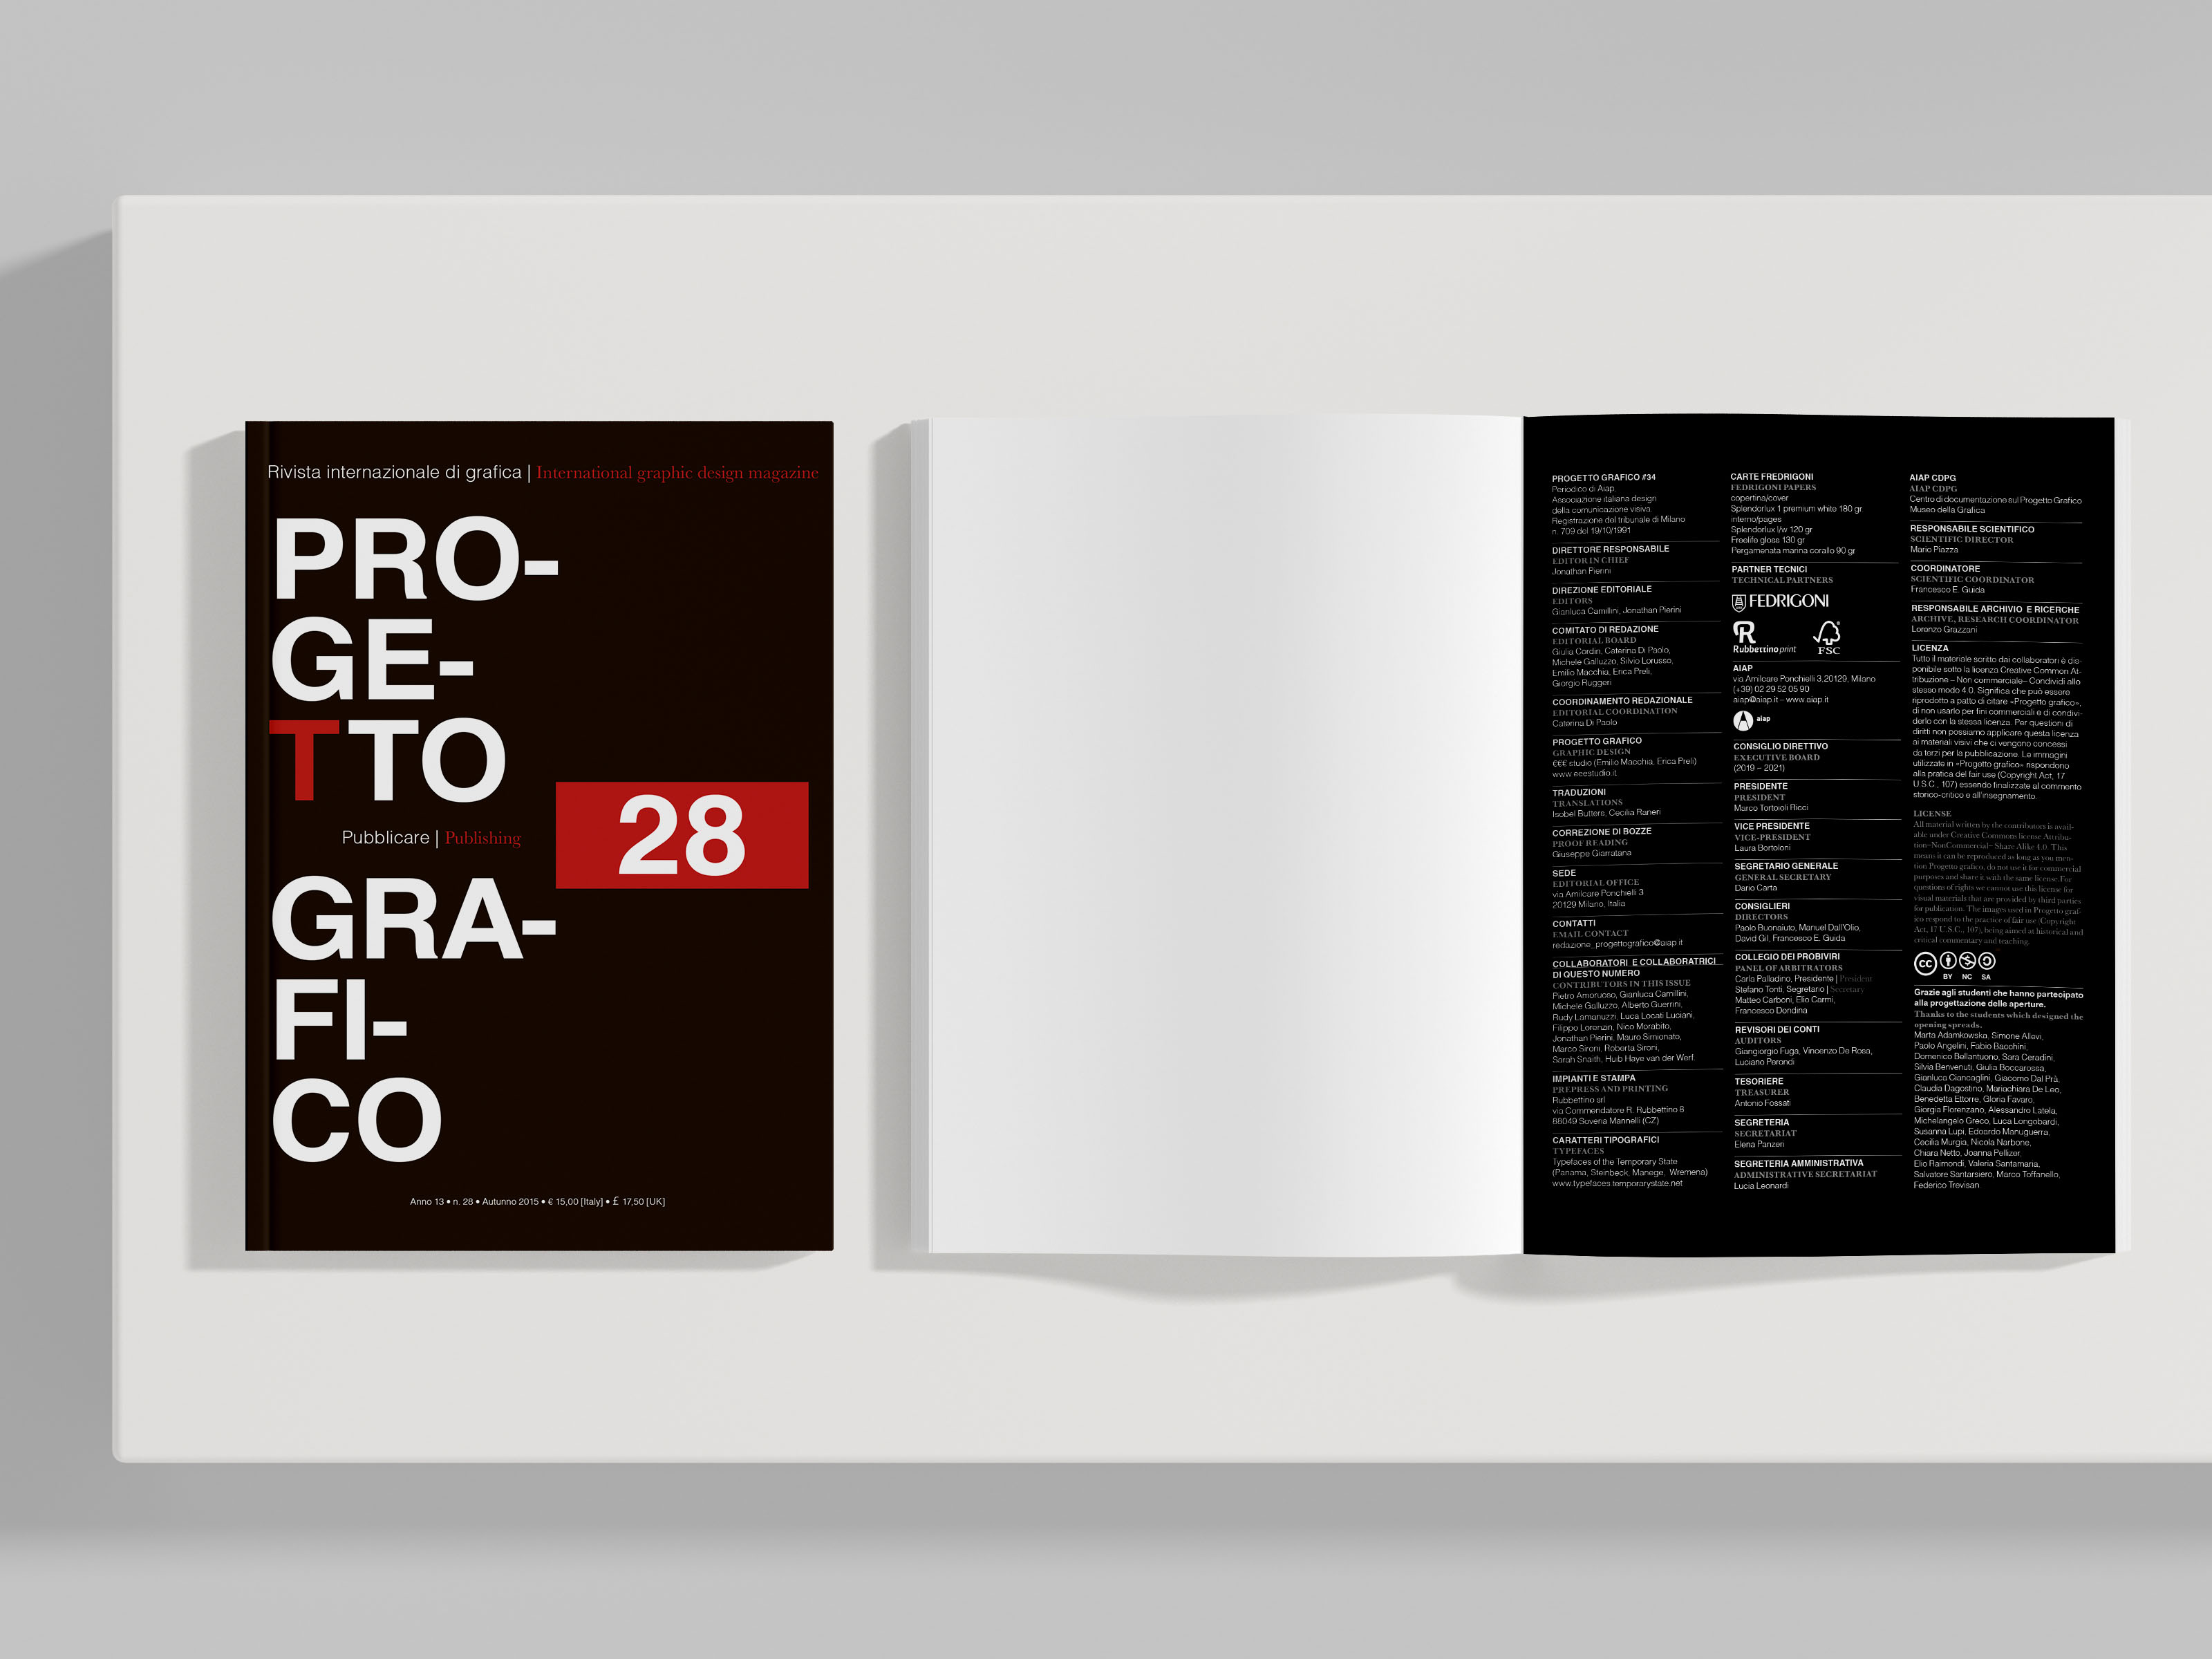 Rivista internazionale di grafica | International graphic design magazine
PRO-
GE-
TTO
Pubblicare | Publishing
28
GRA-
FI-
CO
Anno 13 • n. 28 • Autunno 2015 • € 15,00 [Italy] • £ 17,50 [UK]
PROGETTO GRAFICO #34
Periodico di Aiap,
Associazione italiana design
della comunicazione visiva
Registrazione del tribunale di Milano
n. 709 del 19/10/1991
DIRETTORE RESPONSABILE
EDITOR IN CHIEF
Jonathan Pierini
DIREZIONE EDITORIALE
EDITORS
Gianluca Camillini, Jonathan Pierini
COMITATO DI REDAZIONE
EDITORIAL BOARD
Giulia Cordin, Caterina Di Paolo,
Michele Galluzzo, Silvio Lorusso,
Emilio Macchia, Erica Preli,
Giorgio Ruggeri
COORDINAMENTO REDAZIONALE
EDITORIAL COORDINATION
Caterina Di Paolo
PROGETTO GRAFICO
GRAPHIC DESIGN
€€€ studio (Emilio Macchia, Erica Preli)
www.eeestudio.it
TRADUZIONI
TRANSLATIONS
Isobel Butters, Cecilia Raneri
CORREZIONE DI BOZZE
PROOF READING
Giuseppe Giarratana
SEDE
EDITORIAL OFFICE
via Amilcare Ponchielli 3
20129 Milano, Italia
CONTATTI
EMAIL CONTACT
redazione_progettografico@aiap.it
COLLABORATORI E COLLABORATRICI
DI QUESTO NUMERO
CONTRIBUTORS IN THIS ISSUE
Pietro Amoruoso, Gianluca Camillini,
Michele Galluzzo, Alberto Guerrini,
Rudy Lamanuzzi, Luca Locati Luciani,
Filippo Lorenzin, Nico Morabito,
Jonathan Pierini, Mauro Simionato,
Marco Sironi, Roberta Sironi,
Sarah Snaith, Huib Haye van der Werf.
IMPIANTI E STAMPA
PREPRESS AND PRINTING
Rubbettino srl
via Commendatore R. Rubbettino 8
88049 Soveria Mannelli (CZ)
CARATTERI TIPOGRAFICI
TYPEFACES
Typefaces of the Temporary State
(Panama, Steinbeck, Manege, Wremena)
www.typefaces.temporarystate.net
CARTE FREDRIGONI
FEDRIGONI PAPERS
copertina/cover
Splendorlux 1 premium white 180 gr
interno/pages
Splendorlux l/w 120 gr
Freelife gloss 130 gr
Pergamenata marina corallo 90 gr
PARTNER TECNICI
TECHNICAL PARTNERS
FEDRIGONI
R
Rubbettino print
FSC
AIAP
via Amilcare Ponchielli 3,20129, Milano
(+39) 02 29 52 05 90
aiap@aiap.it – www.aiap.it
aiap
CONSIGLIO DIRETTIVO
EXECUTIVE BOARD
(2019 – 2021)
PRESIDENTE
PRESIDENT
Marco Tortoioli Ricci
VICE PRESIDENTE
VICE-PRESIDENT
Laura Bortoloni
SEGRETARIO GENERALE
GENERAL SECRETARY
Dario Carta
CONSIGLIERI
DIRECTORS
Paolo Buonaiuto, Manuel Dall'Olio,
David Gil, Francesco E. Guida
COLLEGIO DEI PROBIVIRI
PANEL OF ARBITRATORS
Carla Palladino, Presidente | President
Stefano Tonti, Segretario | Secretary
Matteo Carboni, Elio Carmi,
Francesco Dondina
REVISORI DEI CONTI
AUDITORS
Giangiorgio Fuga, Vincenzo De Rosa,
Luciano Perondi
TESORIERE
TREASURER
Antonio Fossati
SEGRETERIA
SECRETARIAT
Elena Panzeri
SEGRETERIA AMMINISTRATIVA
ADMINISTRATIVE SECRETARIAT
Lucia Leonardi
AIAP CDPG
AIAP CDPG
Centro di documentazione sul Progetto Grafico
Museo della Grafica
RESPONSABILE SCIENTIFICO
SCIENTIFIC DIRECTOR
Mario Piazza
COORDINATORE
SCIENTIFIC COORDINATOR
Francesco E. Guida
RESPONSABILE ARCHIVIO E RICERCHE
ARCHIVE, RESEARCH COORDINATOR
Lorenzo Grazzani
LICENZA
Tutto il materiale scritto dai collaboratori è dis-
ponibile sotto la licenza Creative Common At-
tribuzione – Non commerciale– Condividi allo
stesso modo 4.0. Significa che può essere
riprodotto a patto di citare «Progetto grafico»,
di non usarlo per fini commerciali e di condivi-
derlo con la stessa licenza. Per questioni di
diritti non possiamo applicare questa licenza
ai materiali visivi che ci vengono concessi
da terzi per la pubblicazione. Le immagini
utilizzate in «Progetto grafico» rispondono
alla pratica del fair use (Copyright Act, 17
U.S.C., 107) essendo finalizzate al commento
storico-critico e all'insegnamento.
LICENSE
All material written by the contributors is avail-
able under Creative Commons license Attribu-
tion–NonCommercial– Share Alike 4.0. This
means it can be reproduced as long as you men-
tion Progetto grafico, do not use it for commercial
purposes and share it with the same license.For
questions of rights we cannot use this license for
visual materials that are provided by third parties
for publication. The images used in Progetto graf-
ico respond to the practice of fair use (Copyright
Act, 17 U.S.C., 107), being aimed as historical and
critical commentary and teaching.
CC
BY NC SA
Grazie agli studenti che hanno partecipato
alla progettazione delle aperture.
Thanks to the students which designed the
opening spreads.
Marta Adamkowska, Simone Allevi,
Paolo Angelini, Fabio Bacchini,
Domenico Bellantuono, Sara Ceradini,
Silvia Benvenuti, Giulia Boccarossa,
Gianluca Ciancaglini, Giacomo Dal Prà,
Claudia Dagostino, Mariachiara De Leo,
Benedetta Ettorre, Gloria Favaro,
Giorgia Florenzano, Alessandro Latela,
Michelangelo Greco, Luca Longobardi,
Susanna Lupi, Edoardo Manuguerra,
Cecilia Murgia, Nicola Narbone,
Chiara Netto, Joanna Pellizer,
Elio Raimondi, Valeria Santamaria,
Salvatore Santarsiero, Marco Toffanello,
Federico Trevisan